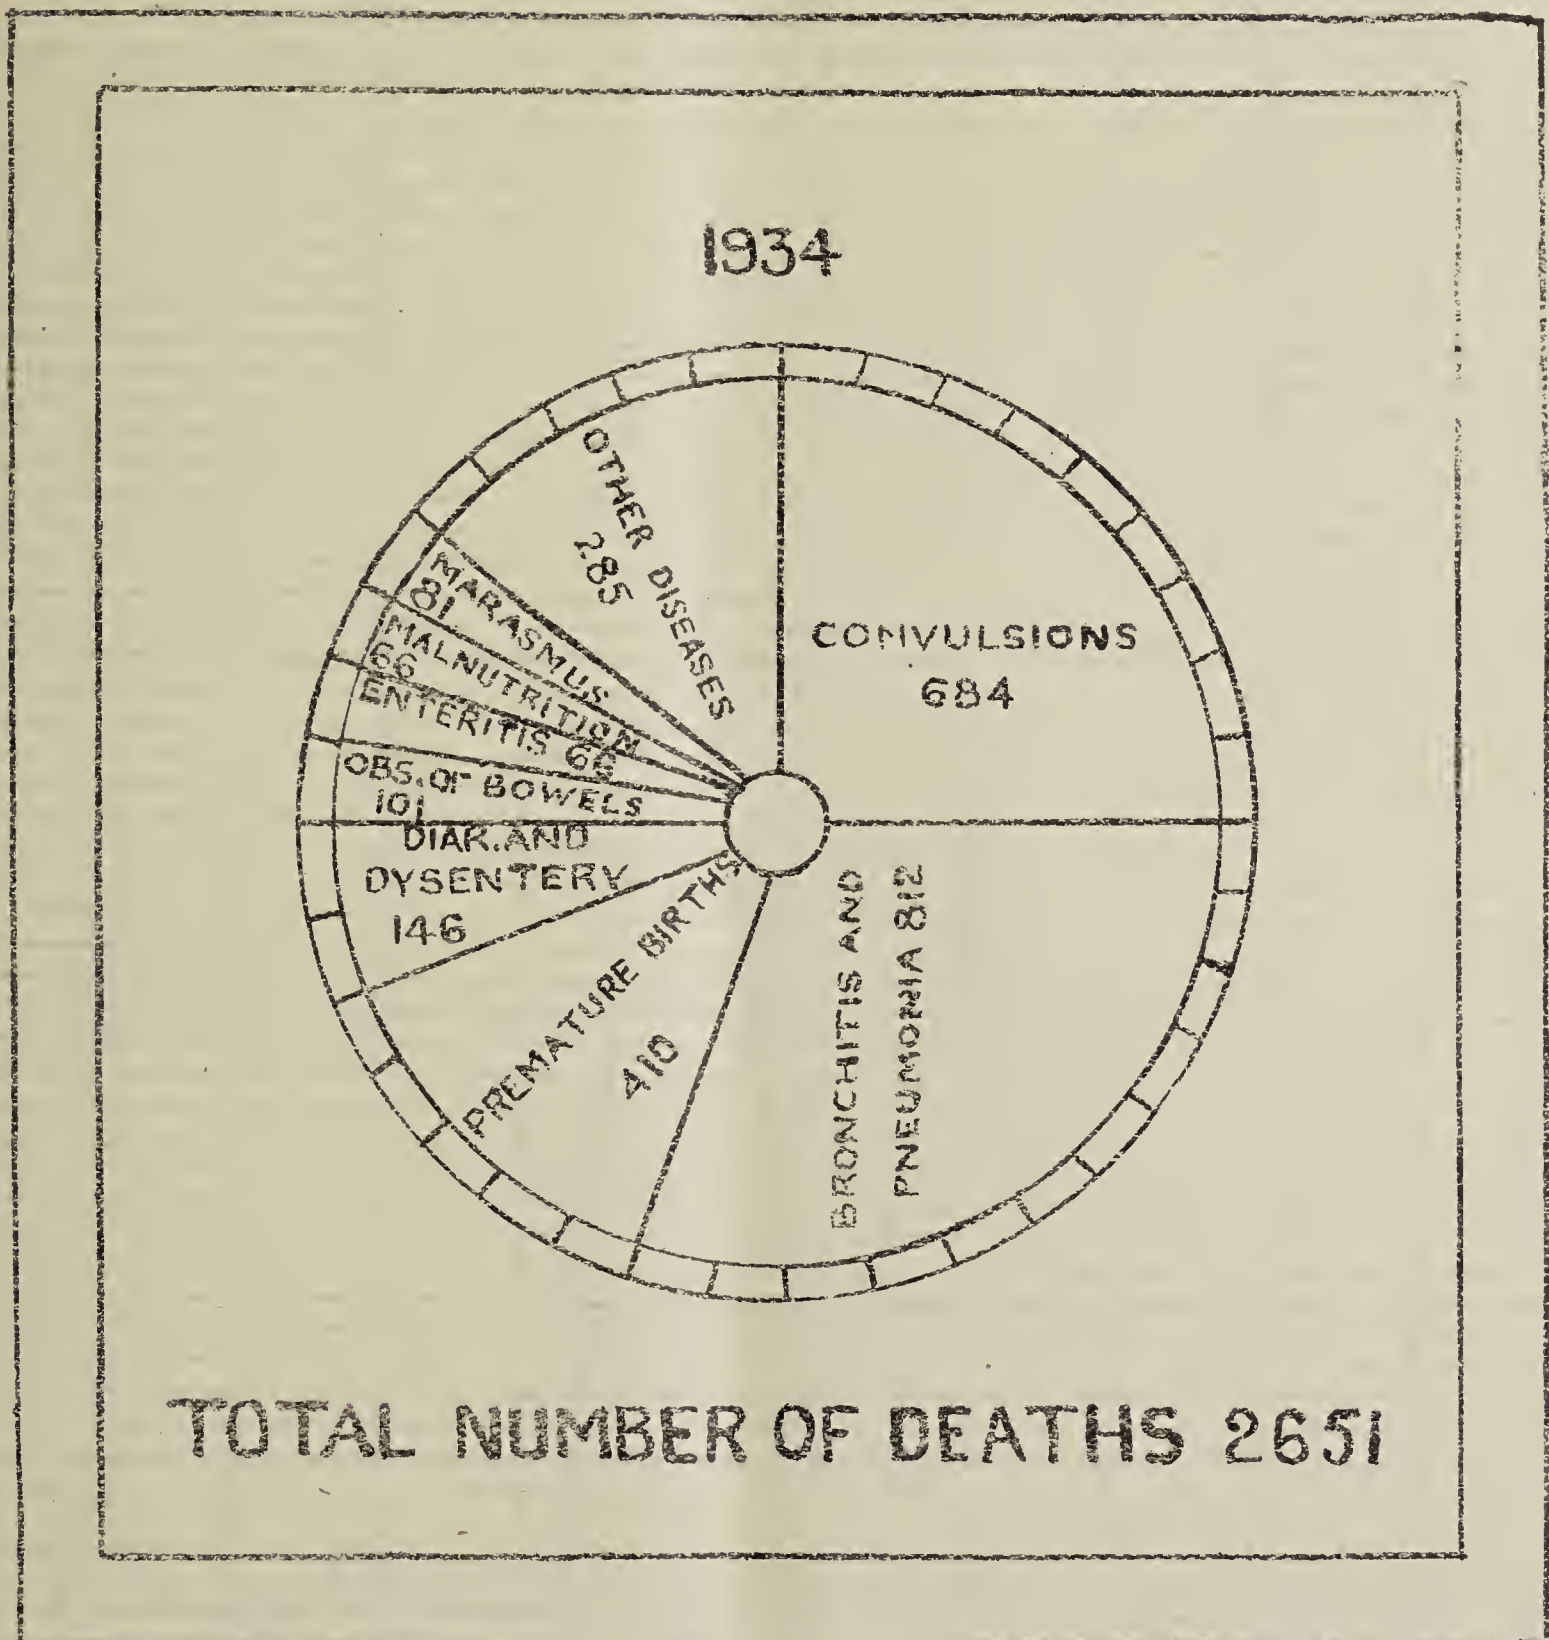 1934
CONVULSIONS
684
BRONCHITIS AND
PNEUMONIA 812
PREMATURE BIRTHS
410
DIAR. AND
DYSENTERY
146
OBS. OF BOWELS
101
ENTERITIS 66
MALNUTRITION
66
MARASMUS
81
OTHER DISEASES
285
TOTAL NUMBER OF DEATHS 2651